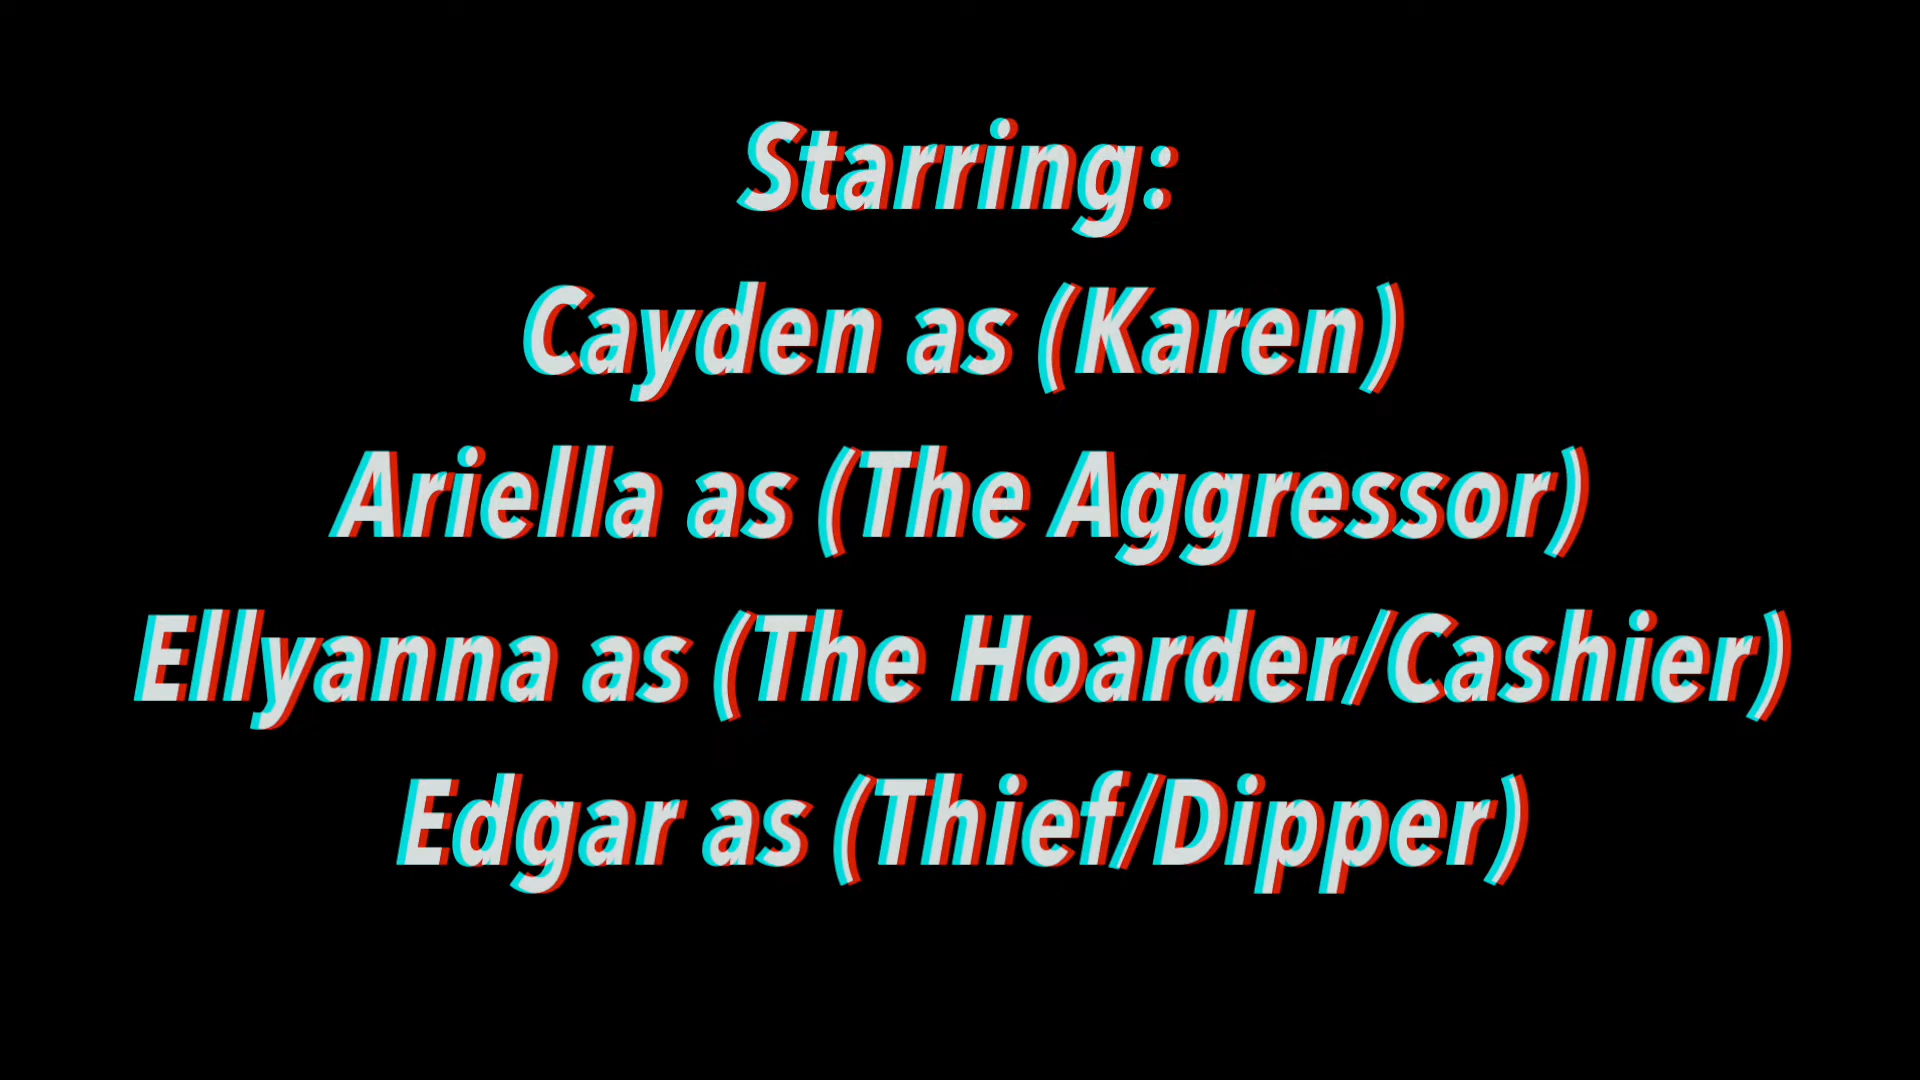 Starring:
Cayden as (Karen)
Ariella as (The Aggressor)
Ellyanna as (The Hoarder/Cashier)
Edgar as (Thief/Dipper)